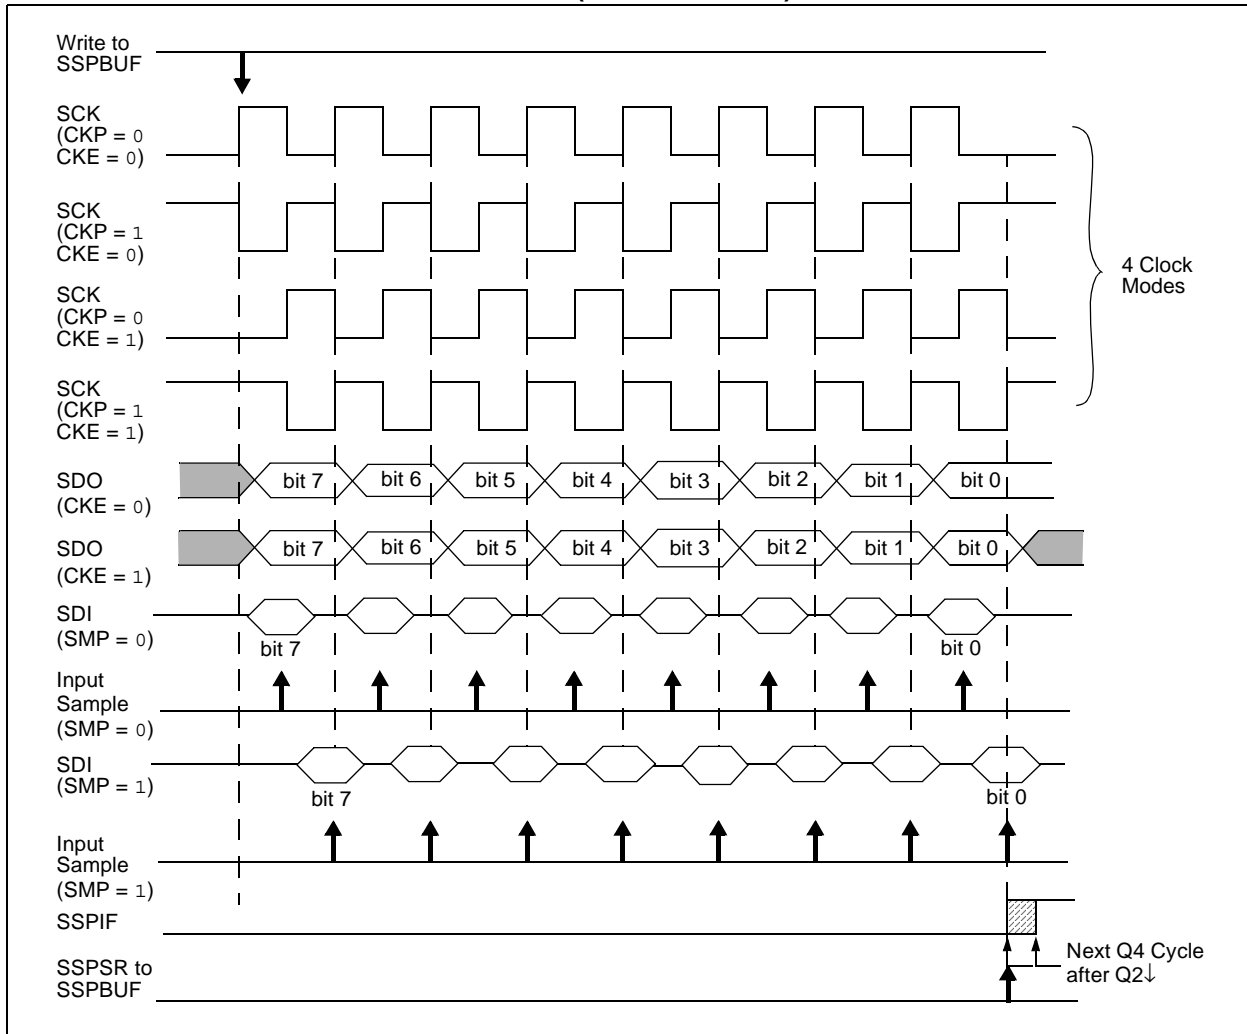 Write to
SSPBUF
SCK
(CKP = 0
CKE = 0)
SCK
(CKP = 1
CKE = 0)
4 Clock
Modes
SCK
(CKP = 0
CKE = 1)
SCK
(CKP = 1
CKE = 1)
SDO
(CKE = 0)
bit 7 bit 6 bit 5 bit 4 bit 3 bit 2 bit 1 bit 0
SDO
(CKE = 1)
bit 7 bit 6 bit 5 bit 4 bit 3 bit 2 bit 1 bit 0
SDI
(SMP = 0)
bit 7 bit 0
Input
Sample
(SMP = 0)
SDI
(SMP = 1)
bit 7 bit 0
Input
Sample
(SMP = 1)
SSPIF
Next Q4 Cycle
after Q2↓
SSPSR to
SSPBUF